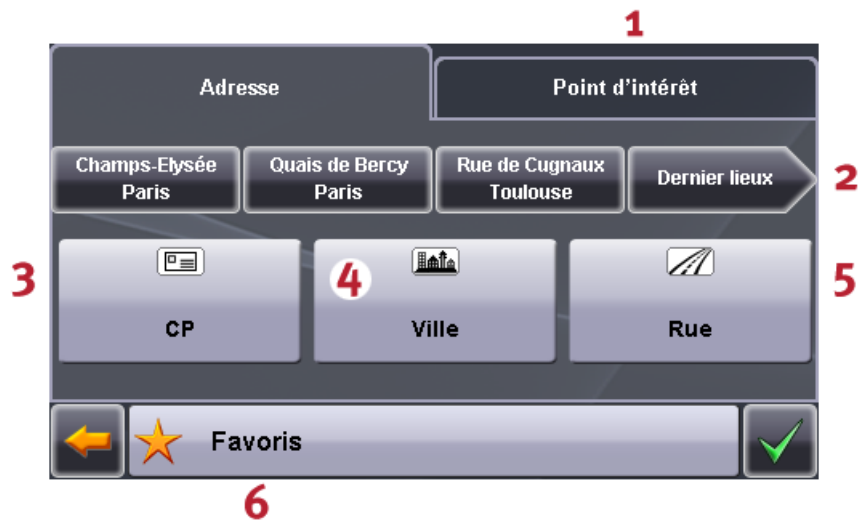 1
Adresse
Point d'intérêt
Champs-Elysée
Paris
Quais de Bercy
Paris
Rue de Cugnaux
Toulouse
Dernier lieux
2
3
4
5
CP
Ville
Rue
Favoris
6